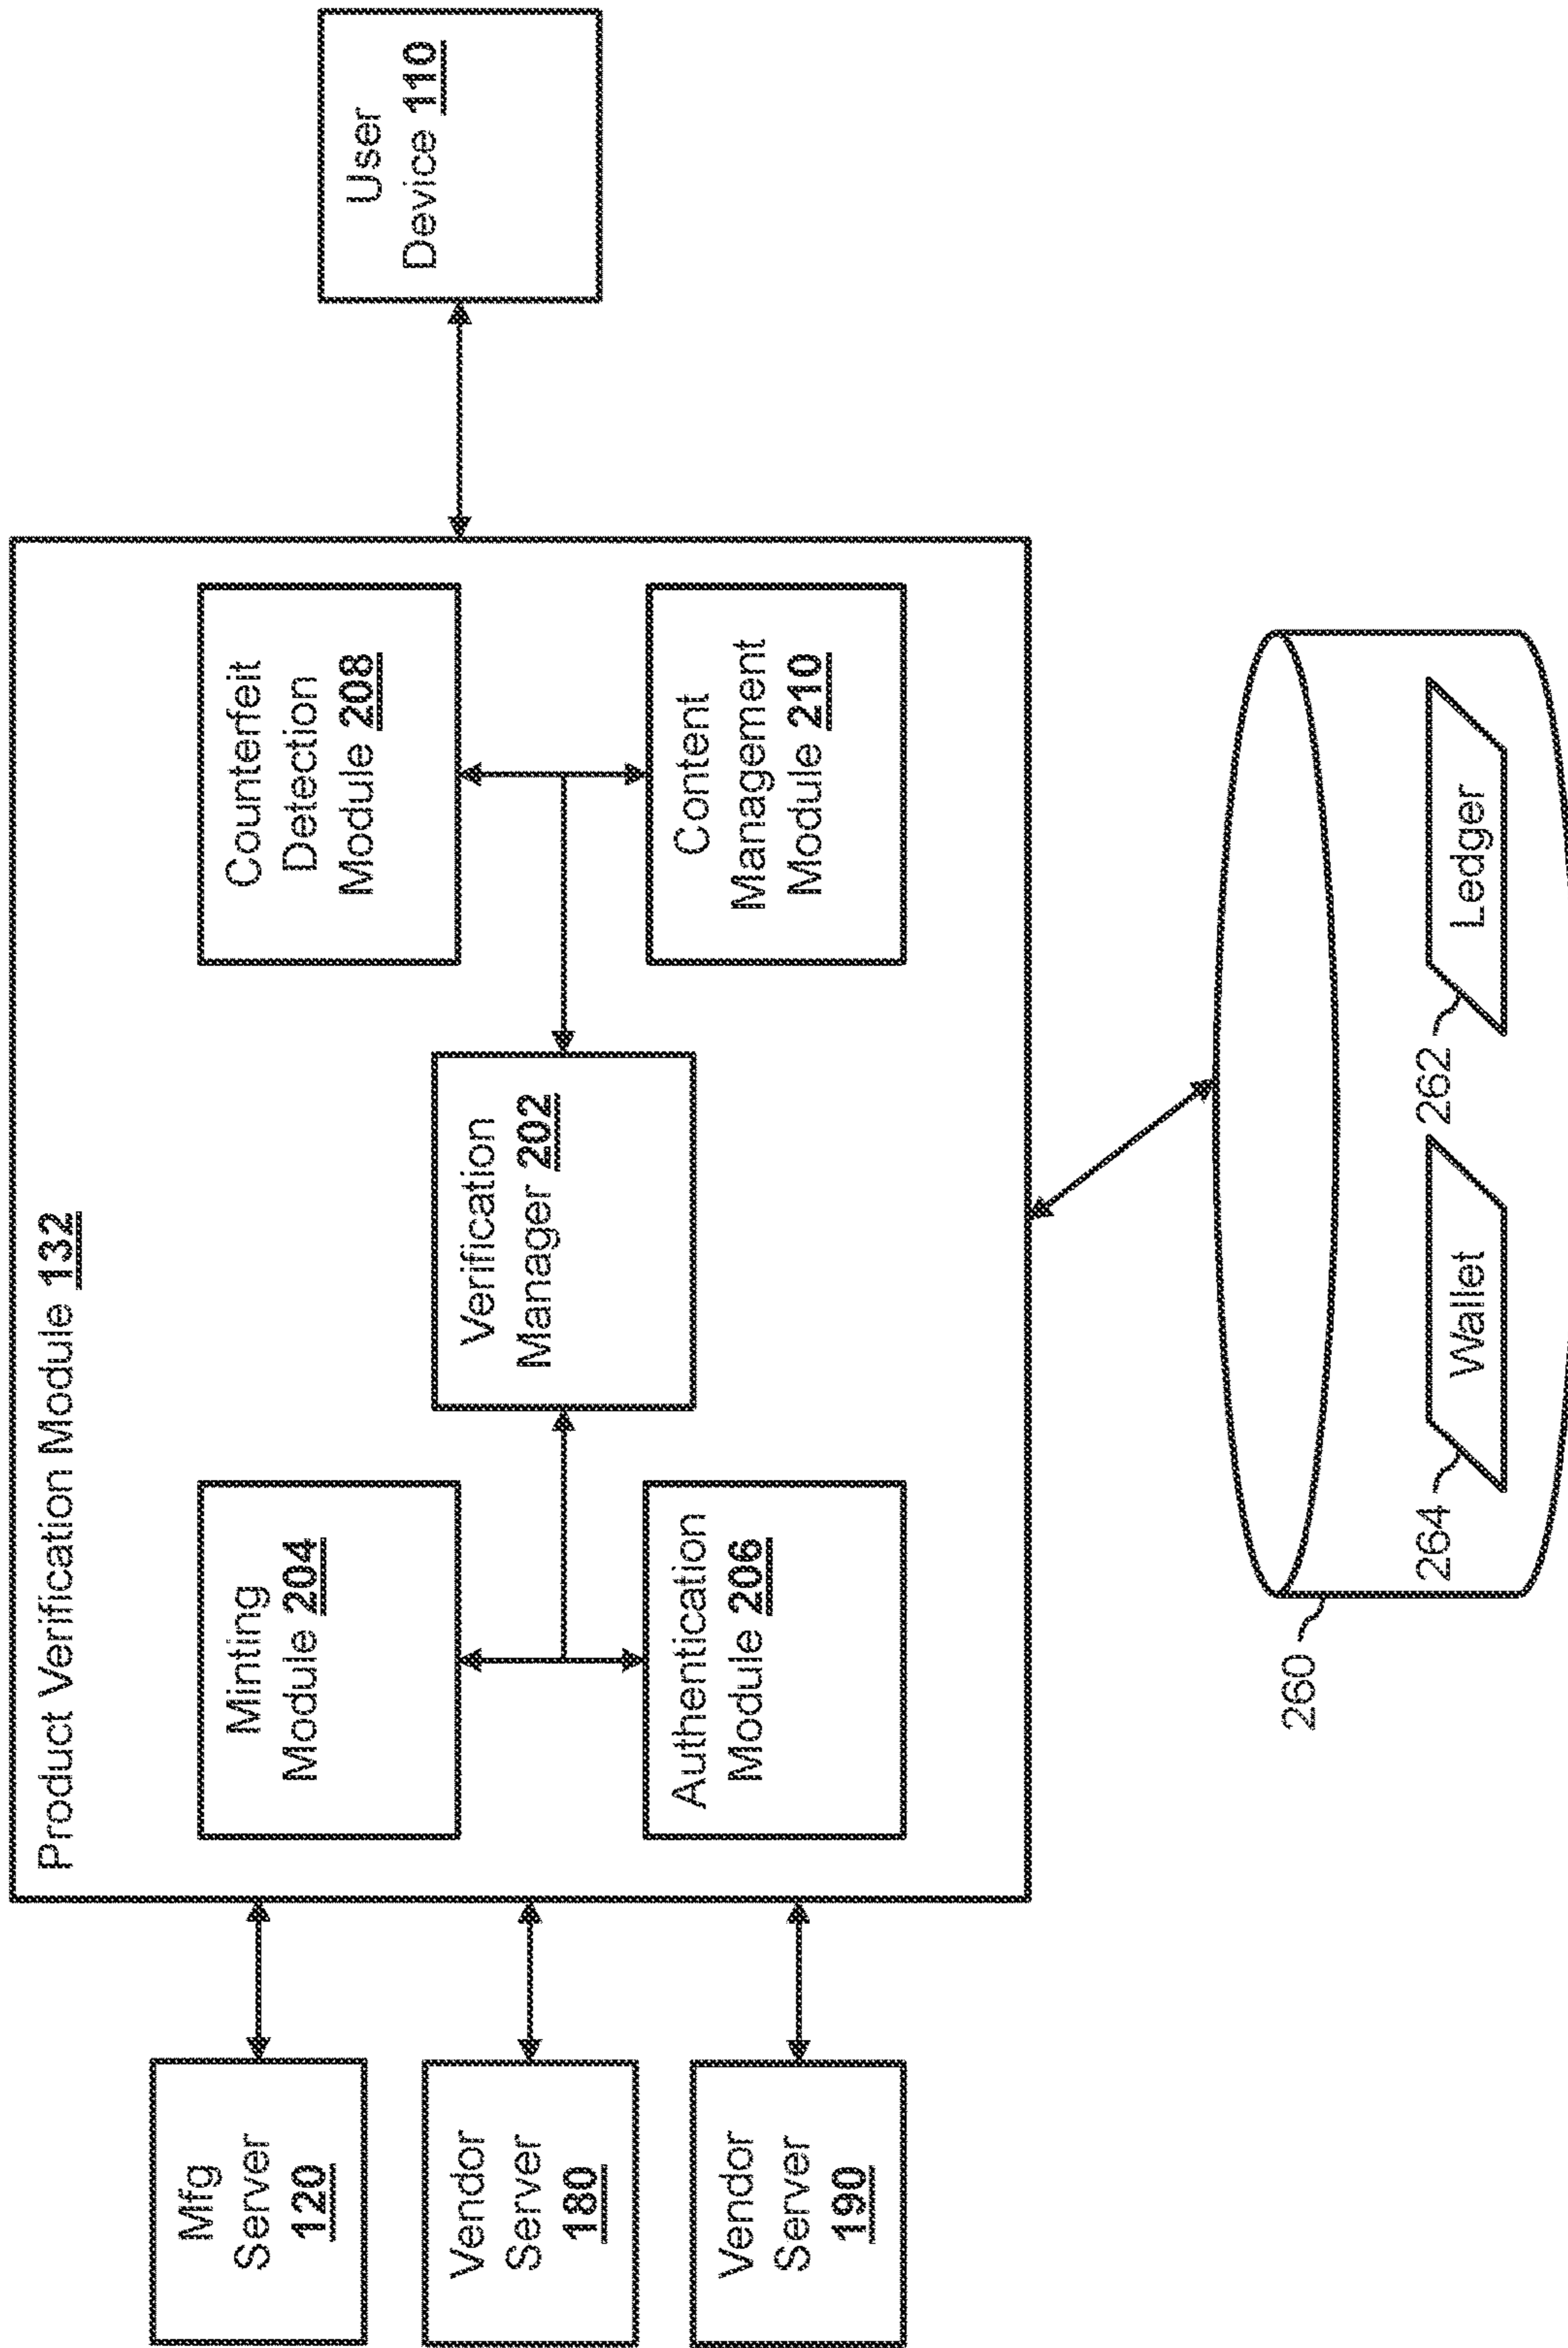 Product Verification Module 132
Mfg
Server
120
Vendor
Server
180
Vendor
Server
190
Minting
Module 204
Authentication
Module 206
Verification
Manager 202
Counterfeit
Detection
Module 208
Content
Management
Module 210
User
Device 110
260
264
Wallet
262
Ledger